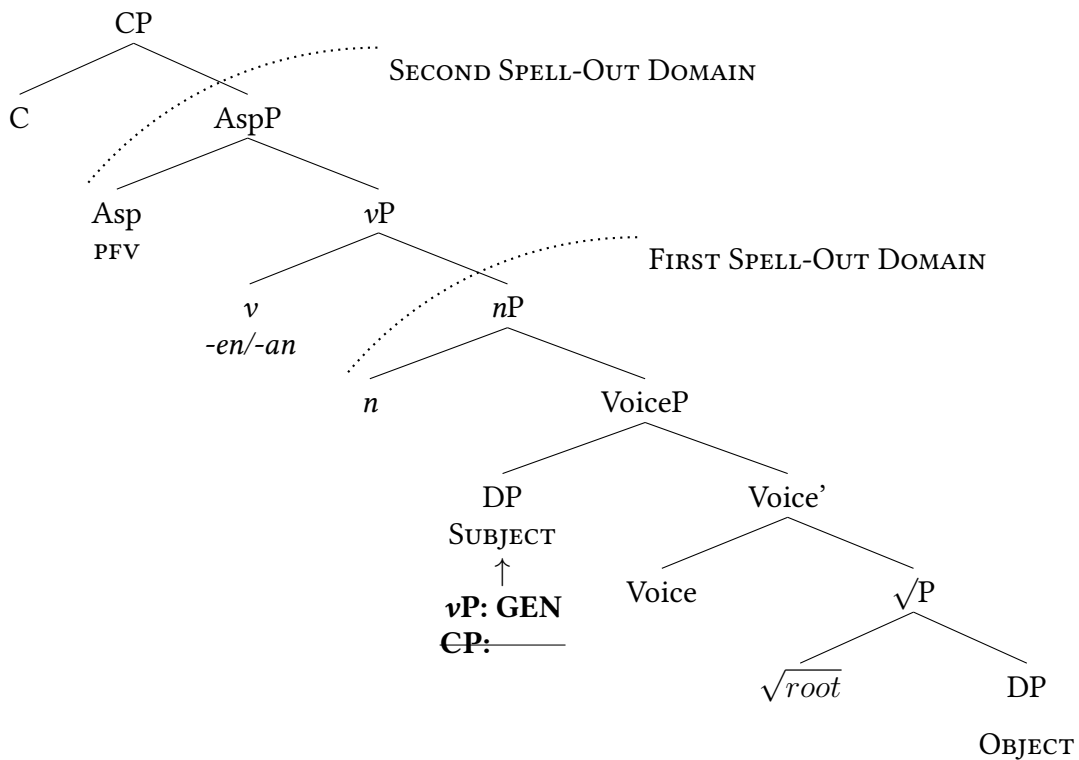 CP
Second Spell-Out Domain
C AspP
Asp vP
PFV
First Spell-Out Domain
v nP
-en/-an
n VoiceP
DP Voice’
Subject
↑
Voice √P
vP: GEN
CP:
√root DP
Object